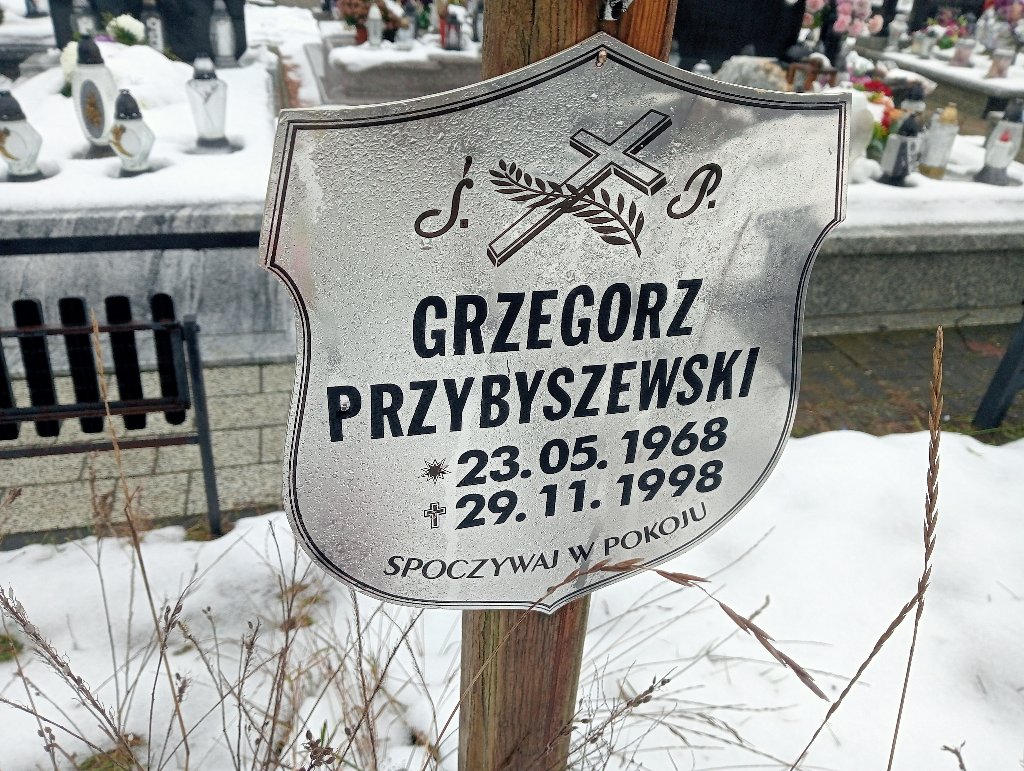 Ś. P.
GRZEGORZ
PRZYBYSZEWSKI
23.05.1968
29.11.1998
SPOCZYWAJ W POKOJU